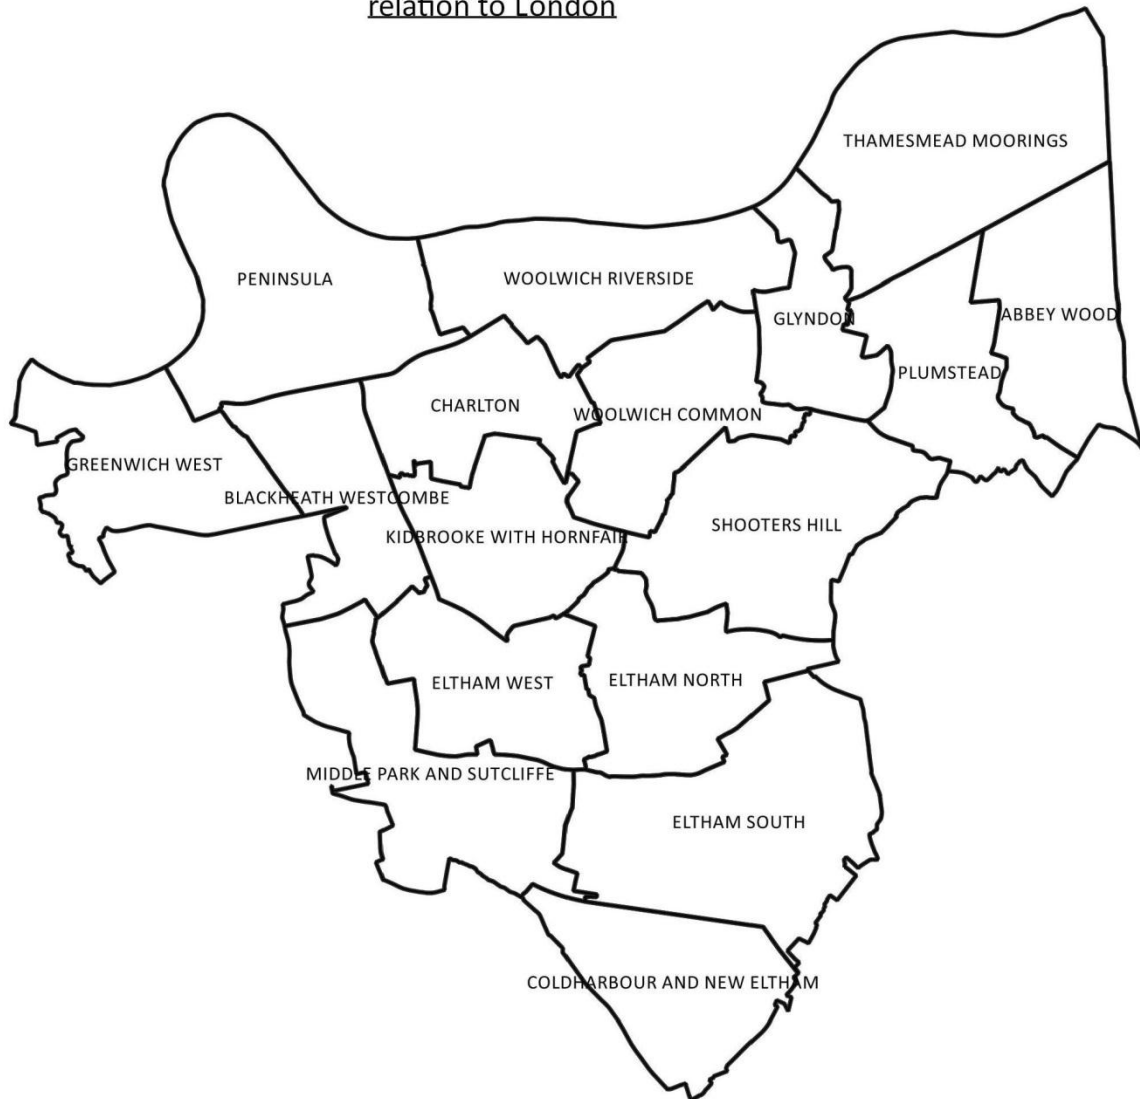 relation to London
THAMESMEAD MOORINGS
PENINSULA
WOOLWICH RIVERSIDE
GLYNDON
ABBEY WOOD
PLUMSTEAD
CHARLTON
WOOLWICH COMMON
GREENWICH WEST
BLACKHEATH WESTCOMBE
SHOOTERS HILL
KIDBROOKE WITH HORNFAIR
ELTHAM WEST
ELTHAM NORTH
MIDDLE PARK AND SUTCLIFFE
ELTHAM SOUTH
COLDHARBOUR AND NEW ELTHAM